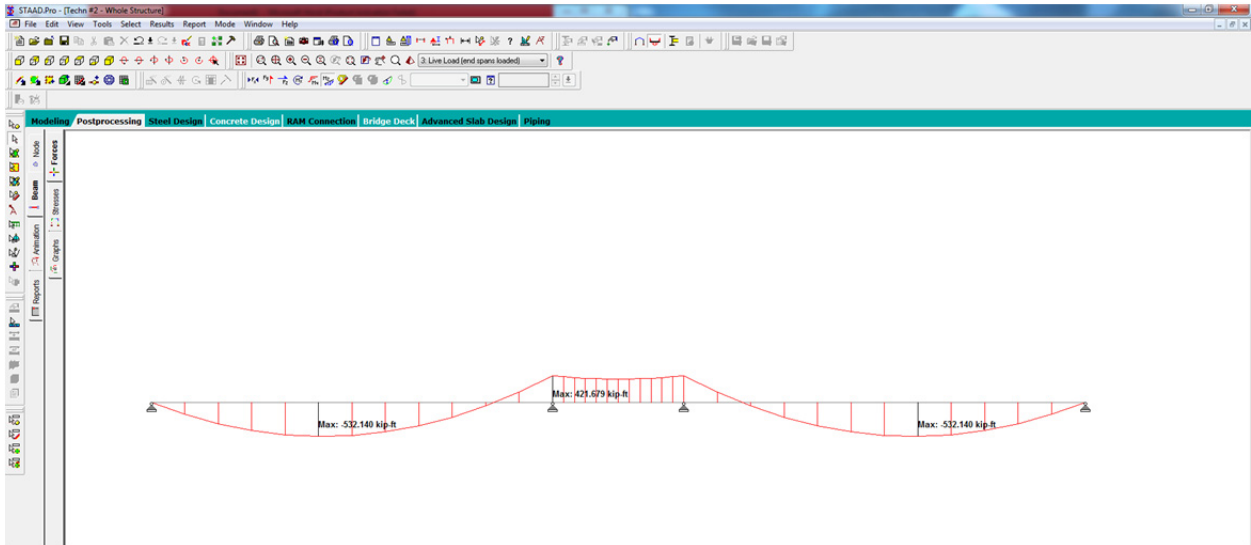 STAAD.Pro - [Techn #2 - Whole Structure]
File Edit View Tools Select Results Report Mode Window Help
3: Live Load (end spans loaded)
Modeling Postprocessing Steel Design Concrete Design RAM Connection Bridge Deck Advanced Slab Design Piping
Node
Beam
Animation
Reports
Forces
Stresses
Graphs
Max: 421.679 kip-ft
Max: -532.140 kip-ft
Max: -532.140 kip-ft